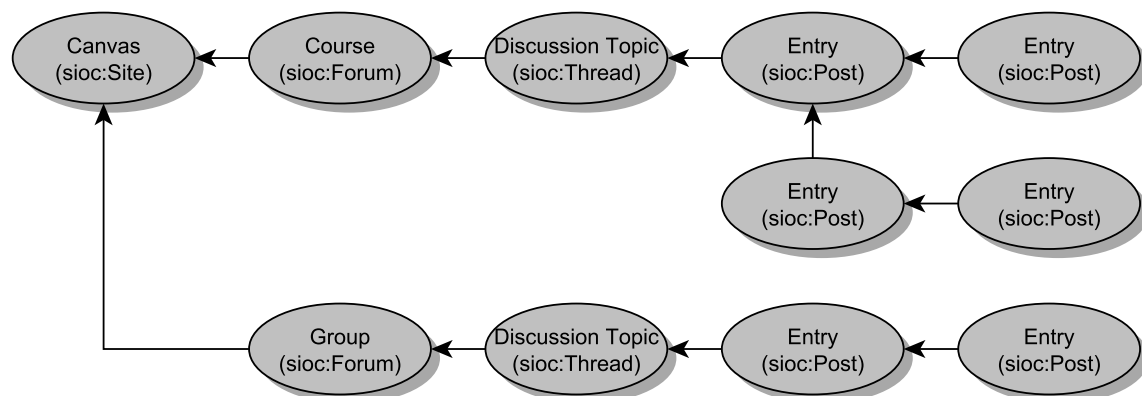 Canvas
(sioc:Site)
Course
(sioc:Forum)
Discussion Topic
(sioc:Thread)
Entry
(sioc:Post)
Entry
(sioc:Post)
Entry
(sioc:Post)
Entry
(sioc:Post)
Group
(sioc:Forum)
Discussion Topic
(sioc:Thread)
Entry
(sioc:Post)
Entry
(sioc:Post)